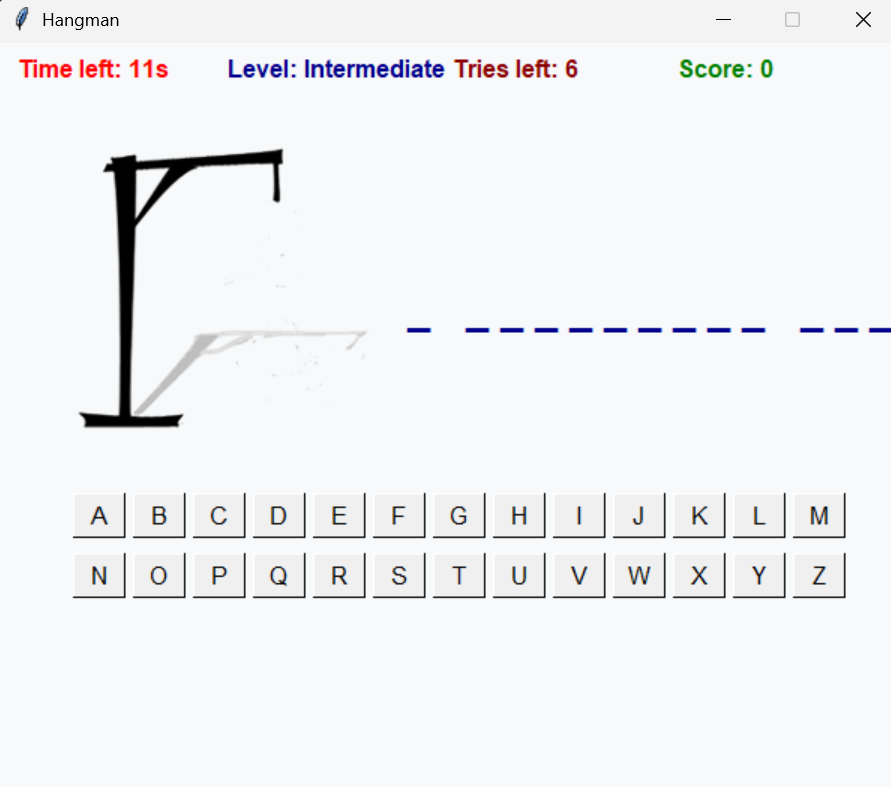 Hangman
Time left: 11s Level: Intermediate Tries left: 6 Score: 0
_ _ _ _ _ _ _ _ _ _ _ _ _
A B C D E F G H I J K L M
N O P Q R S T U V W X Y Z